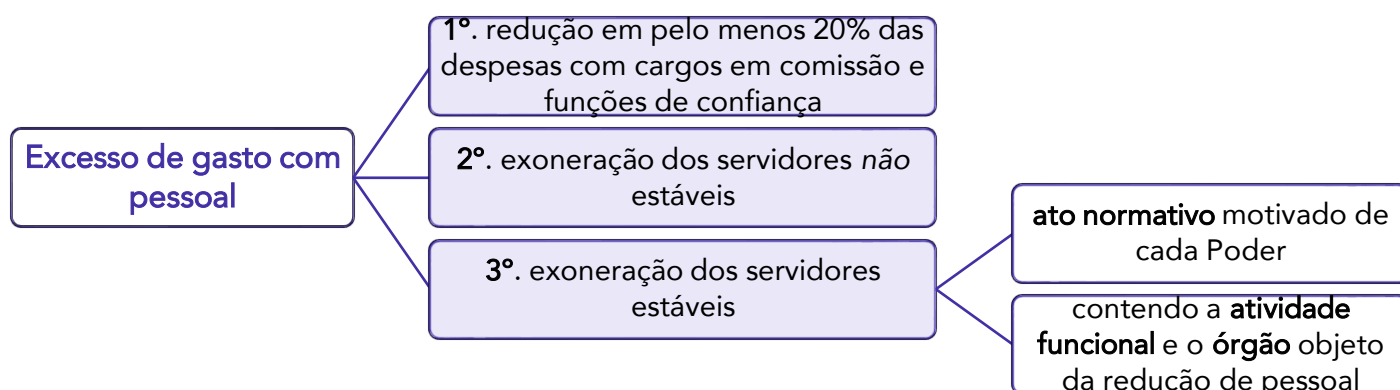 Excesso de gasto com
pessoal
1º. redução em pelo menos 20% das
despesas com cargos em comissão e
funções de confiança
2º. exoneração dos servidores não
estáveis
3º. exoneração dos servidores
estáveis
ato normativo motivado de
cada Poder
contendo a atividade
funcional e o órgão objeto
da redução de pessoal